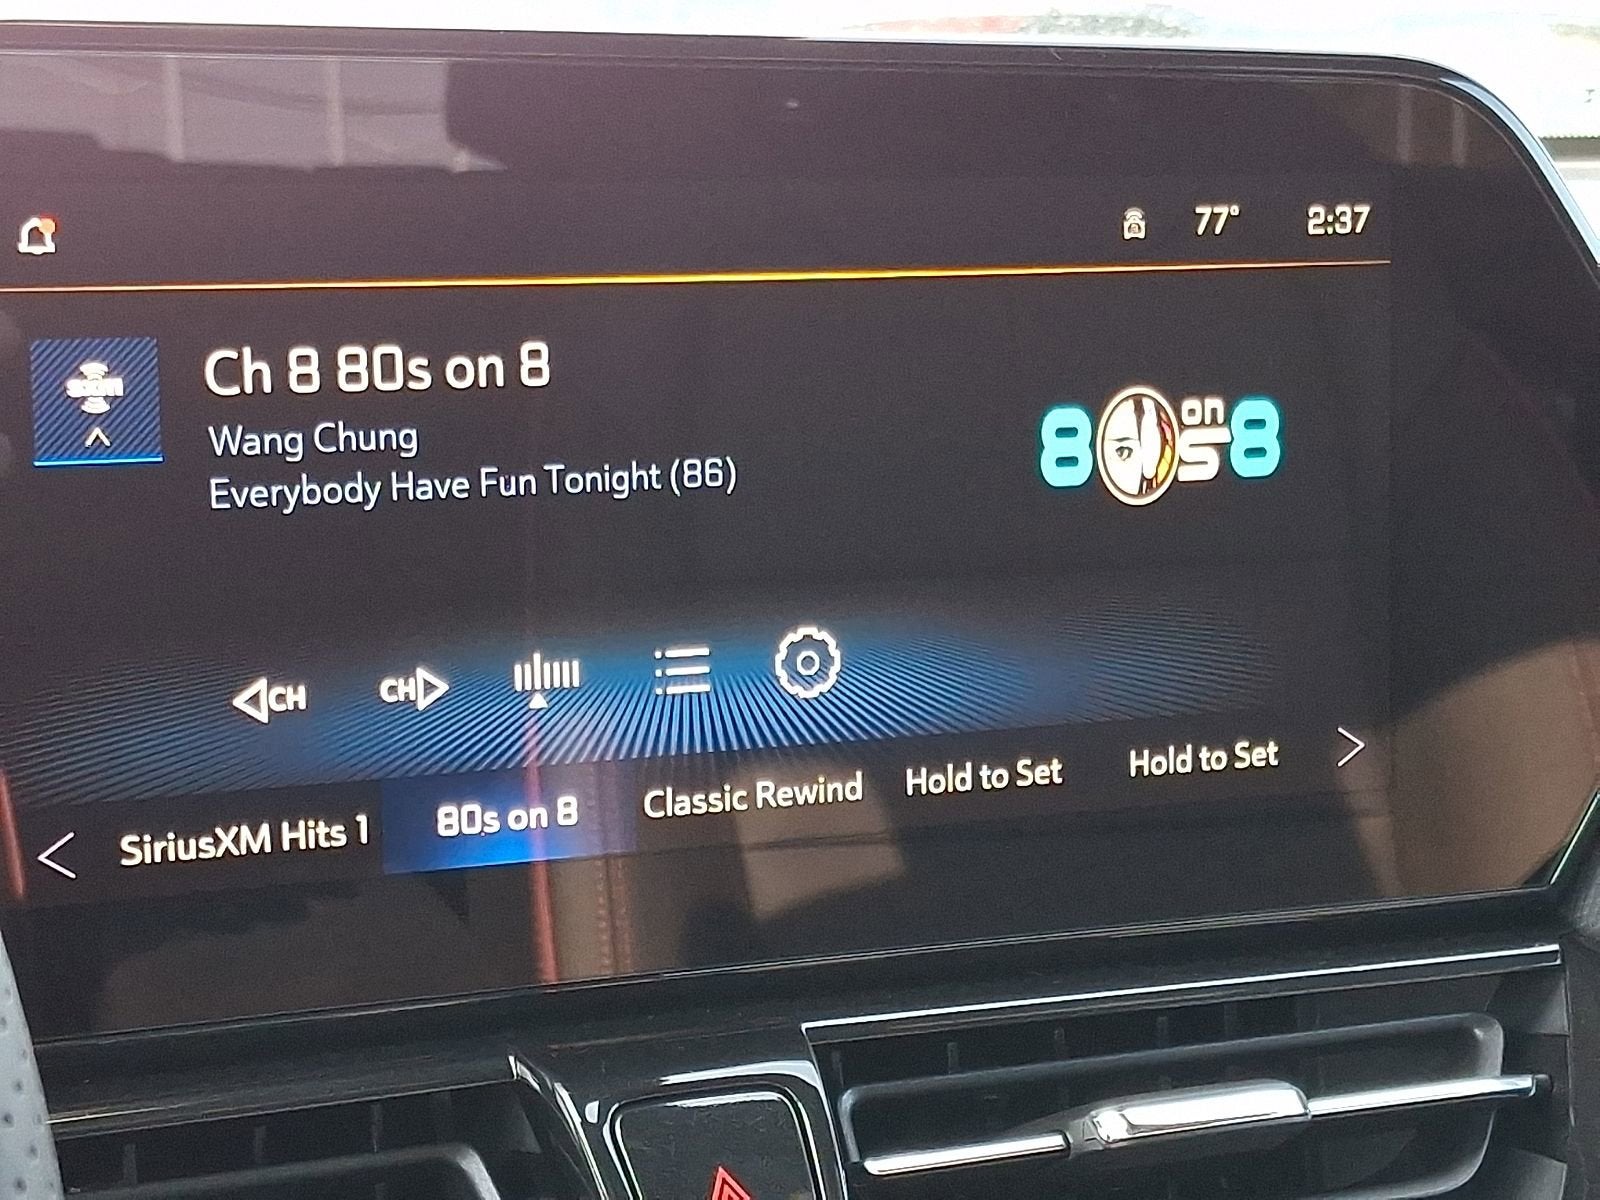 77° 2:37
Ch 8 80s on 8
Wang Chung
Everybody Have Fun Tonight (86)
80s on 8
CH CH
SiriusXM Hits 1 80s on 8 Classic Rewind Hold to Set Hold to Set